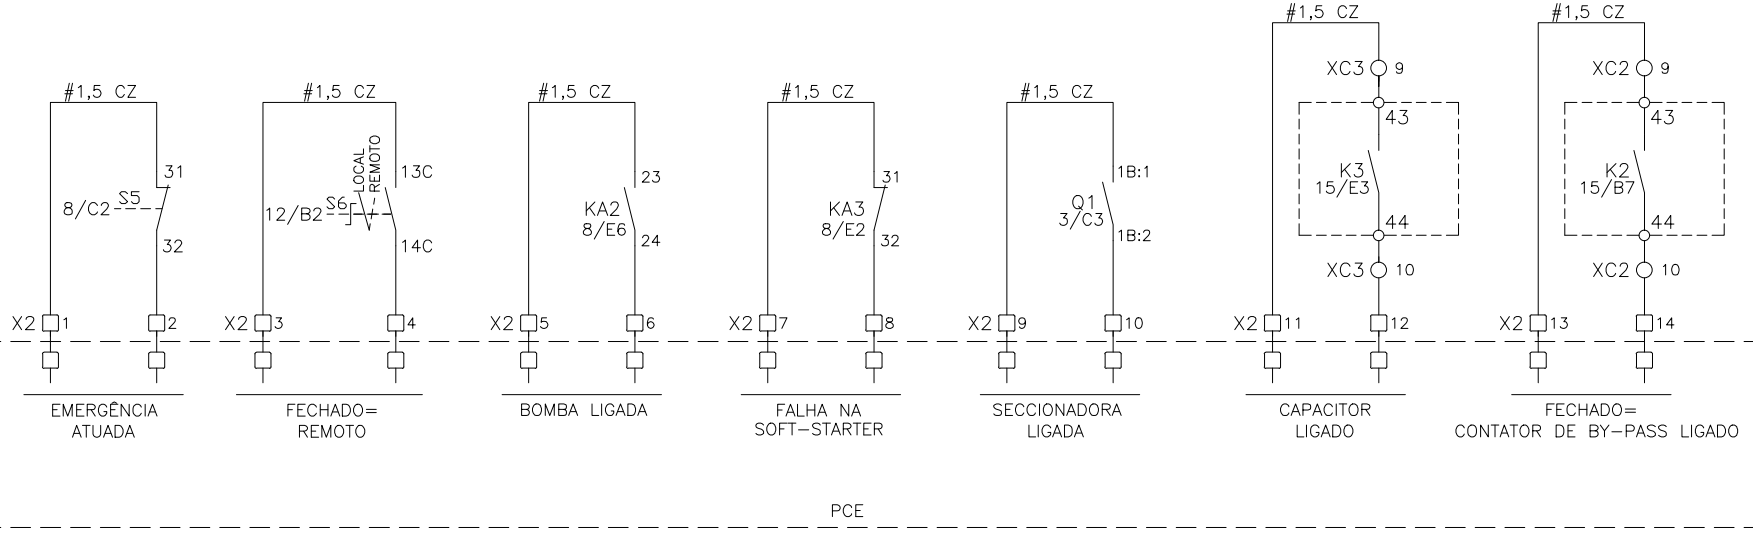 #1,5 CZ
31
S5
8/C2
32
X2
1
2
EMERGÊNCIA
ATUADA
#1,5 CZ
LOCAL
REMOTO
13C
S6
12/B2
14C
X2
3
4
FECHADO=
REMOTO
#1,5 CZ
23
KA2
8/E6
24
X2
5
6
BOMBA LIGADA
#1,5 CZ
31
KA3
8/E2
32
X2
7
8
FALHA NA
SOFT-STARTER
#1,5 CZ
1B:1
Q1
3/C3
1B:2
X2
9
10
SECCIONADORA
LIGADA
#1,5 CZ
XC3
9
43
K3
15/E3
44
XC3
10
X2
11
12
CAPACITOR
LIGADO
#1,5 CZ
XC2
9
43
K2
15/B7
44
XC2
10
X2
13
14
FECHADO=
CONTATOR DE BY-PASS LIGADO
PCE